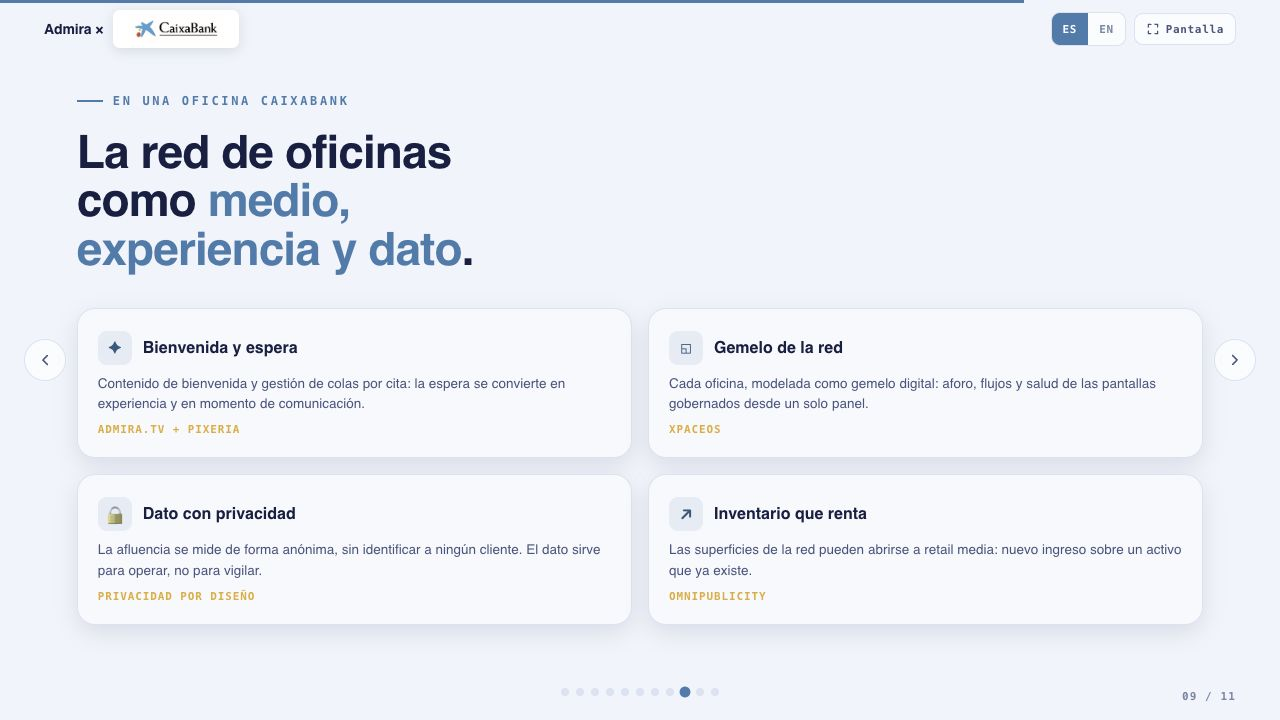 Admira ×
CaixaBank
ES
EN
Pantalla
EN UNA OFICINA CAIXABANK
La red de oficinas
como medio,
experiencia y dato.
Bienvenida y espera
Contenido de bienvenida y gestión de colas por cita: la espera se convierte en
experiencia y en momento de comunicación.
ADMIRA.TV + PIXERIA
Gemelo de la red
Cada oficina, modelada como gemelo digital: aforo, flujos y salud de las pantallas
gobernados desde un solo panel.
XPACEOS
Dato con privacidad
La afluencia se mide de forma anónima, sin identificar a ningún cliente. El dato sirve
para operar, no para vigilar.
PRIVACIDAD POR DISEÑO
Inventario que renta
Las superficies de la red pueden abrirse a retail media: nuevo ingreso sobre un activo
que ya existe.
OMNIPUBLICITY
09 / 11